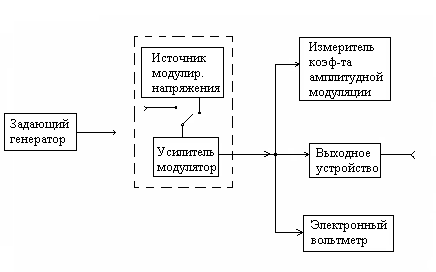 Источник
модулир.
напряжения
Измеритель
коэф-та
амплитудной
модуляции
Задающий
генератор
Усилитель
модулятор
Выходное
устройство
Электронный
вольтметр